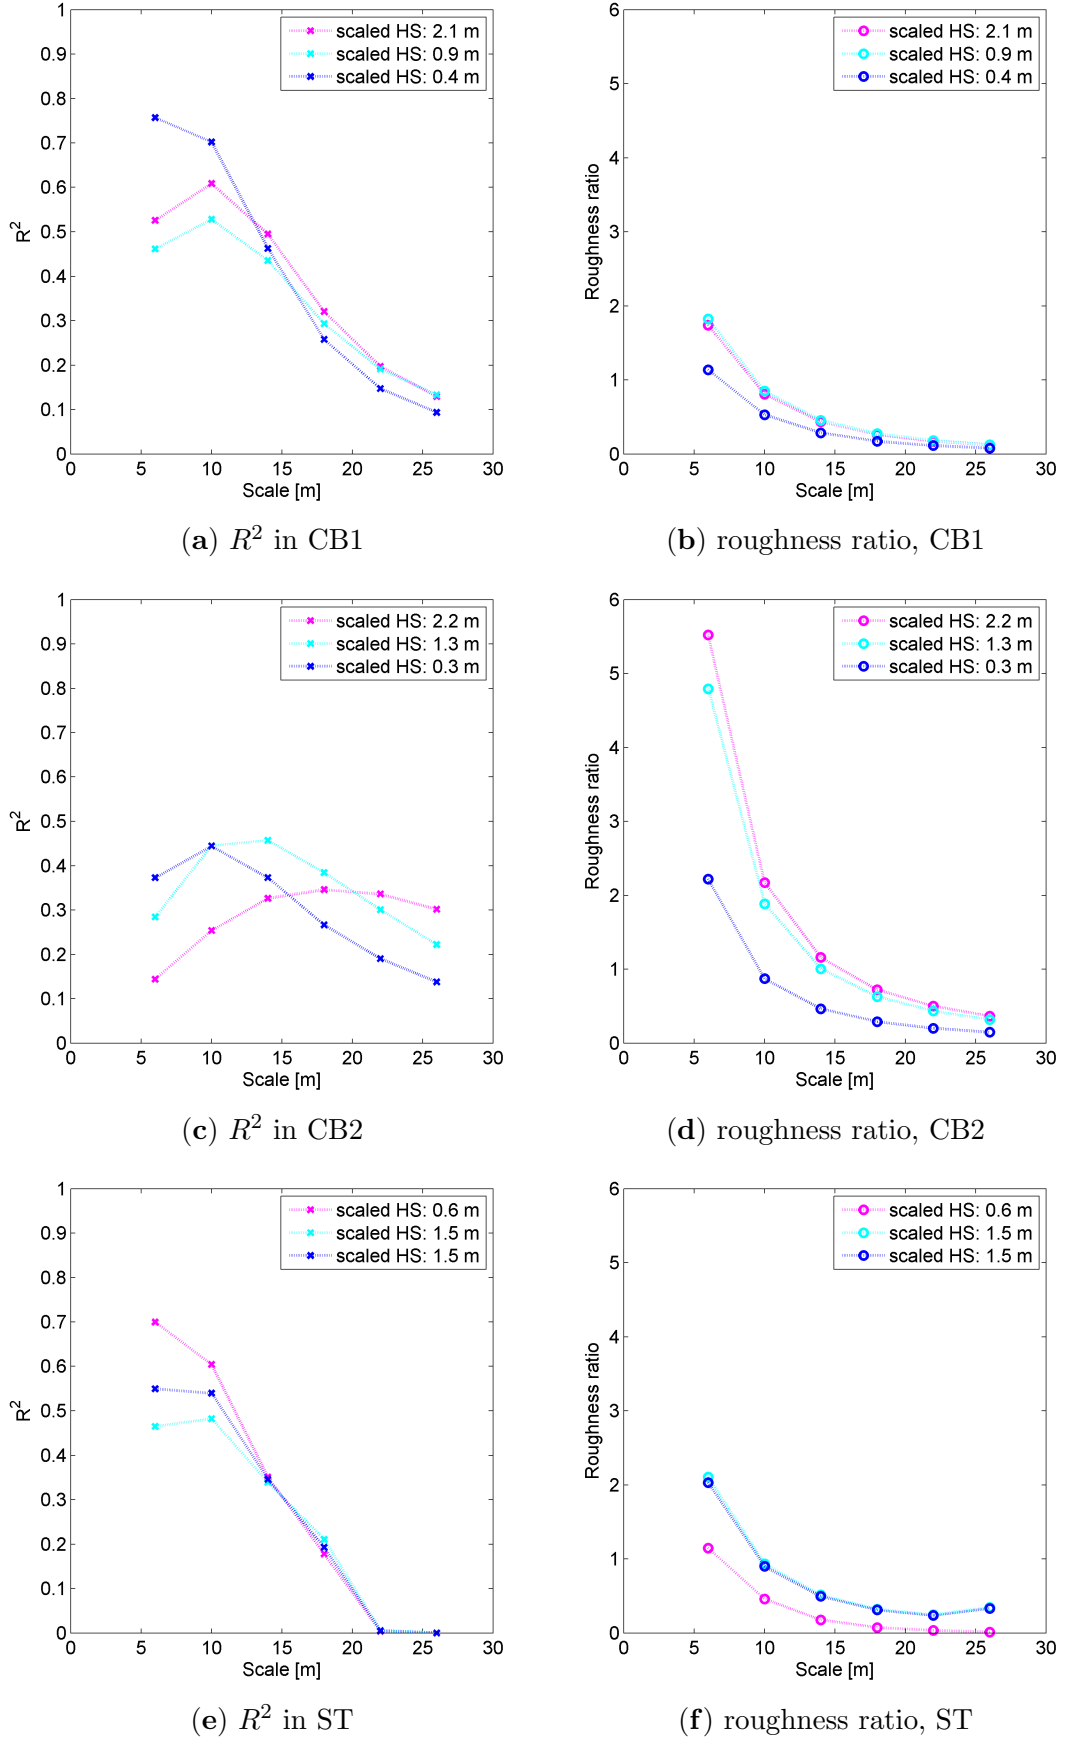 1
0.9
0.8
0.7
0.6
0.5
0.4
0.3
0.2
0.1
0
R²
0 5 10 15 20 25 30
Scale [m]
scaled HS: 2.1 m
scaled HS: 0.9 m
scaled HS: 0.4 m
(a) R² in CB1
6
5
4
3
2
1
0
Roughness ratio
0 5 10 15 20 25 30
Scale [m]
scaled HS: 2.1 m
scaled HS: 0.9 m
scaled HS: 0.4 m
(b) roughness ratio, CB1
1
0.9
0.8
0.7
0.6
0.5
0.4
0.3
0.2
0.1
0
R²
0 5 10 15 20 25 30
Scale [m]
scaled HS: 2.2 m
scaled HS: 1.3 m
scaled HS: 0.3 m
(c) R² in CB2
6
5
4
3
2
1
0
Roughness ratio
0 5 10 15 20 25 30
Scale [m]
scaled HS: 2.2 m
scaled HS: 1.3 m
scaled HS: 0.3 m
(d) roughness ratio, CB2
1
0.9
0.8
0.7
0.6
0.5
0.4
0.3
0.2
0.1
0
R²
0 5 10 15 20 25 30
Scale [m]
scaled HS: 0.6 m
scaled HS: 1.5 m
scaled HS: 1.5 m
(e) R² in ST
6
5
4
3
2
1
0
Roughness ratio
0 5 10 15 20 25 30
Scale [m]
scaled HS: 0.6 m
scaled HS: 1.5 m
scaled HS: 1.5 m
(f) roughness ratio, ST